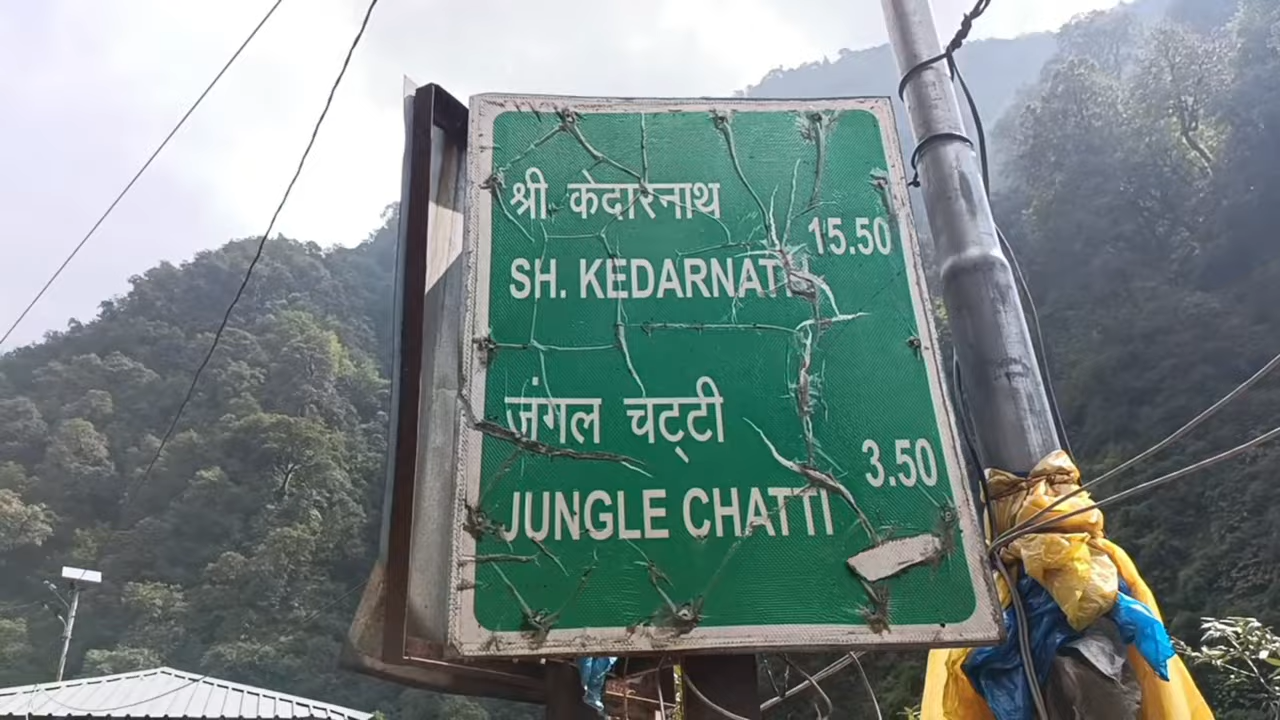 श्री केदारनाथ
15.50
SH. KEDARNATH
जंगल चट्टी
3.50
JUNGLE CHATTI